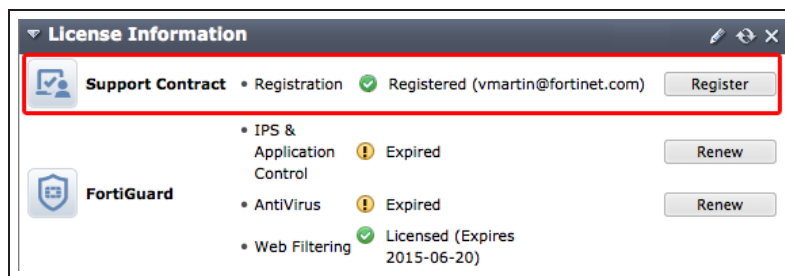 License Information
Support Contract • Registration Registered (vmartin@fortinet.com) Register
• IPS &
Application
Control
Expired Renew
FortiGuard
• AntiVirus Expired Renew
• Web Filtering Licensed (Expires
2015-06-20)